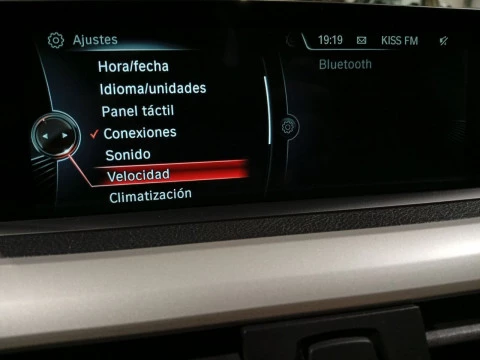 Ajustes
19:19 KISS FM
Hora/fecha
Bluetooth
Idioma/unidades
Panel táctil
Conexiones
Sonido
Velocidad
Climatización